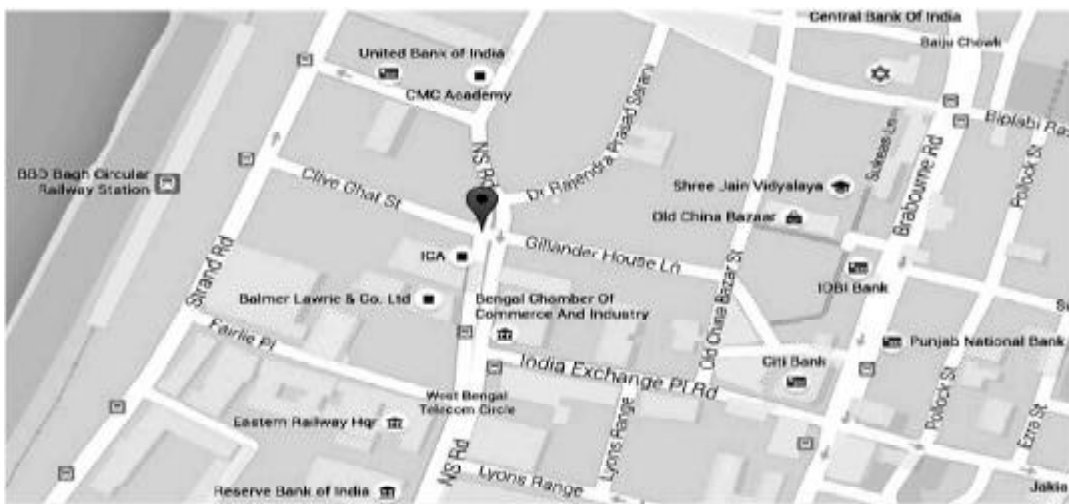 Central Bank Of India
Baiju Chowk
United Bank of India
CMC Academy
Biplabi Ras
NS Rd
Dr Rajendra Prasad Sarani
Pollock St
BBD Bagh Circular
Railway Station
Clive Ghat St
Shree Jain Vidyalaya
Brabourne Rd
Old China Bazaar
Strand Rd
ICA
Gillander House Ln
IDBI Bank
Balmer Lawrie & Co. Ltd
Bengal Chamber Of
Commerce And Industry
Old China Bazar St
Fairlie Pl
Punjab National Bank
India Exchange Pl Rd
Citi Bank
West Bengal
Telecom Circle
Pollock St
Eastern Railway Hqr
Lyons Range
Ezra St
NS Rd
Lyons Range
Reserve Bank of India